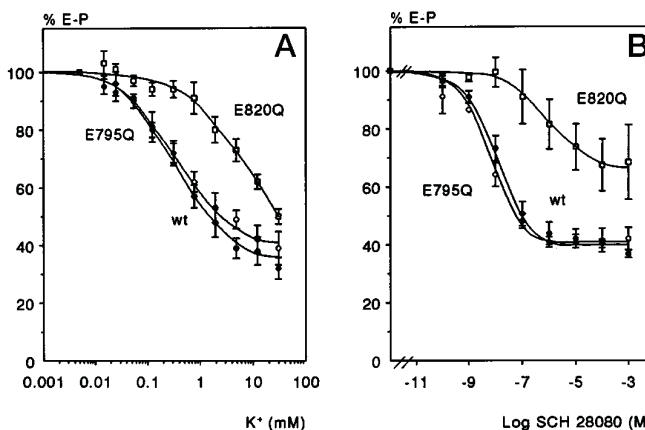 % E-P
% E-P
A
B
100
80
60
40
20
0
E820Q
E795Q
wt
0.001 0.01 0.1 1 10 100
K+ (mM)
100
80
60
40
20
0
E820Q
E795Q
wt
-11 -9 -7 -5 -3
Log SCH 28080 (M